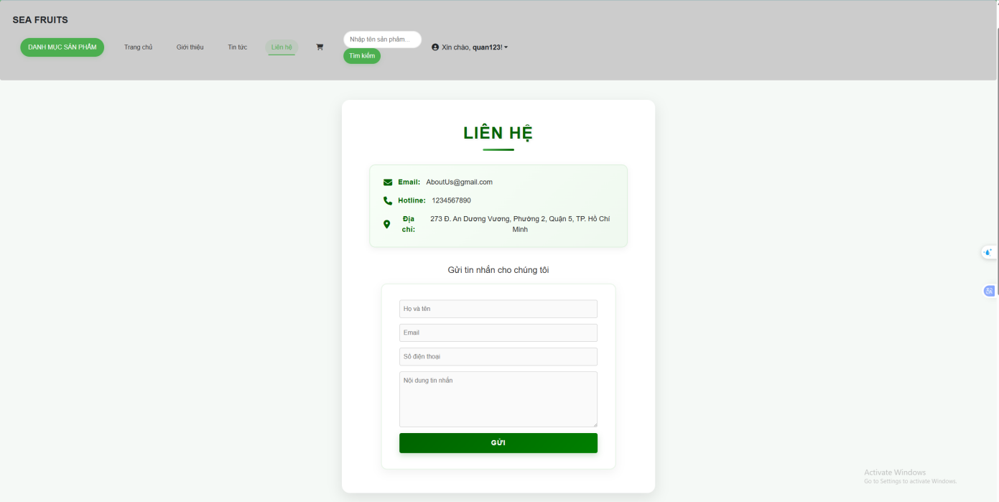 SEA FRUITS
DANH MỤC SẢN PHẨM
Trang chủ
Giới thiệu
Tin tức
Liên hệ
Nhập tên sản phẩm...
Tìm kiếm
Xin chào, quan123!
LIÊN HỆ
Email: AboutUs@gmail.com
Hotline: 1234567890
Địa chỉ:
273 Đ. An Dương Vương, Phường 2, Quận 5, TP. Hồ Chí
Minh
Gửi tin nhắn cho chúng tôi
Họ và tên
Email
Số điện thoại
Nội dung tin nhắn
GỬI
Activate Windows
Go to Settings to activate Windows.